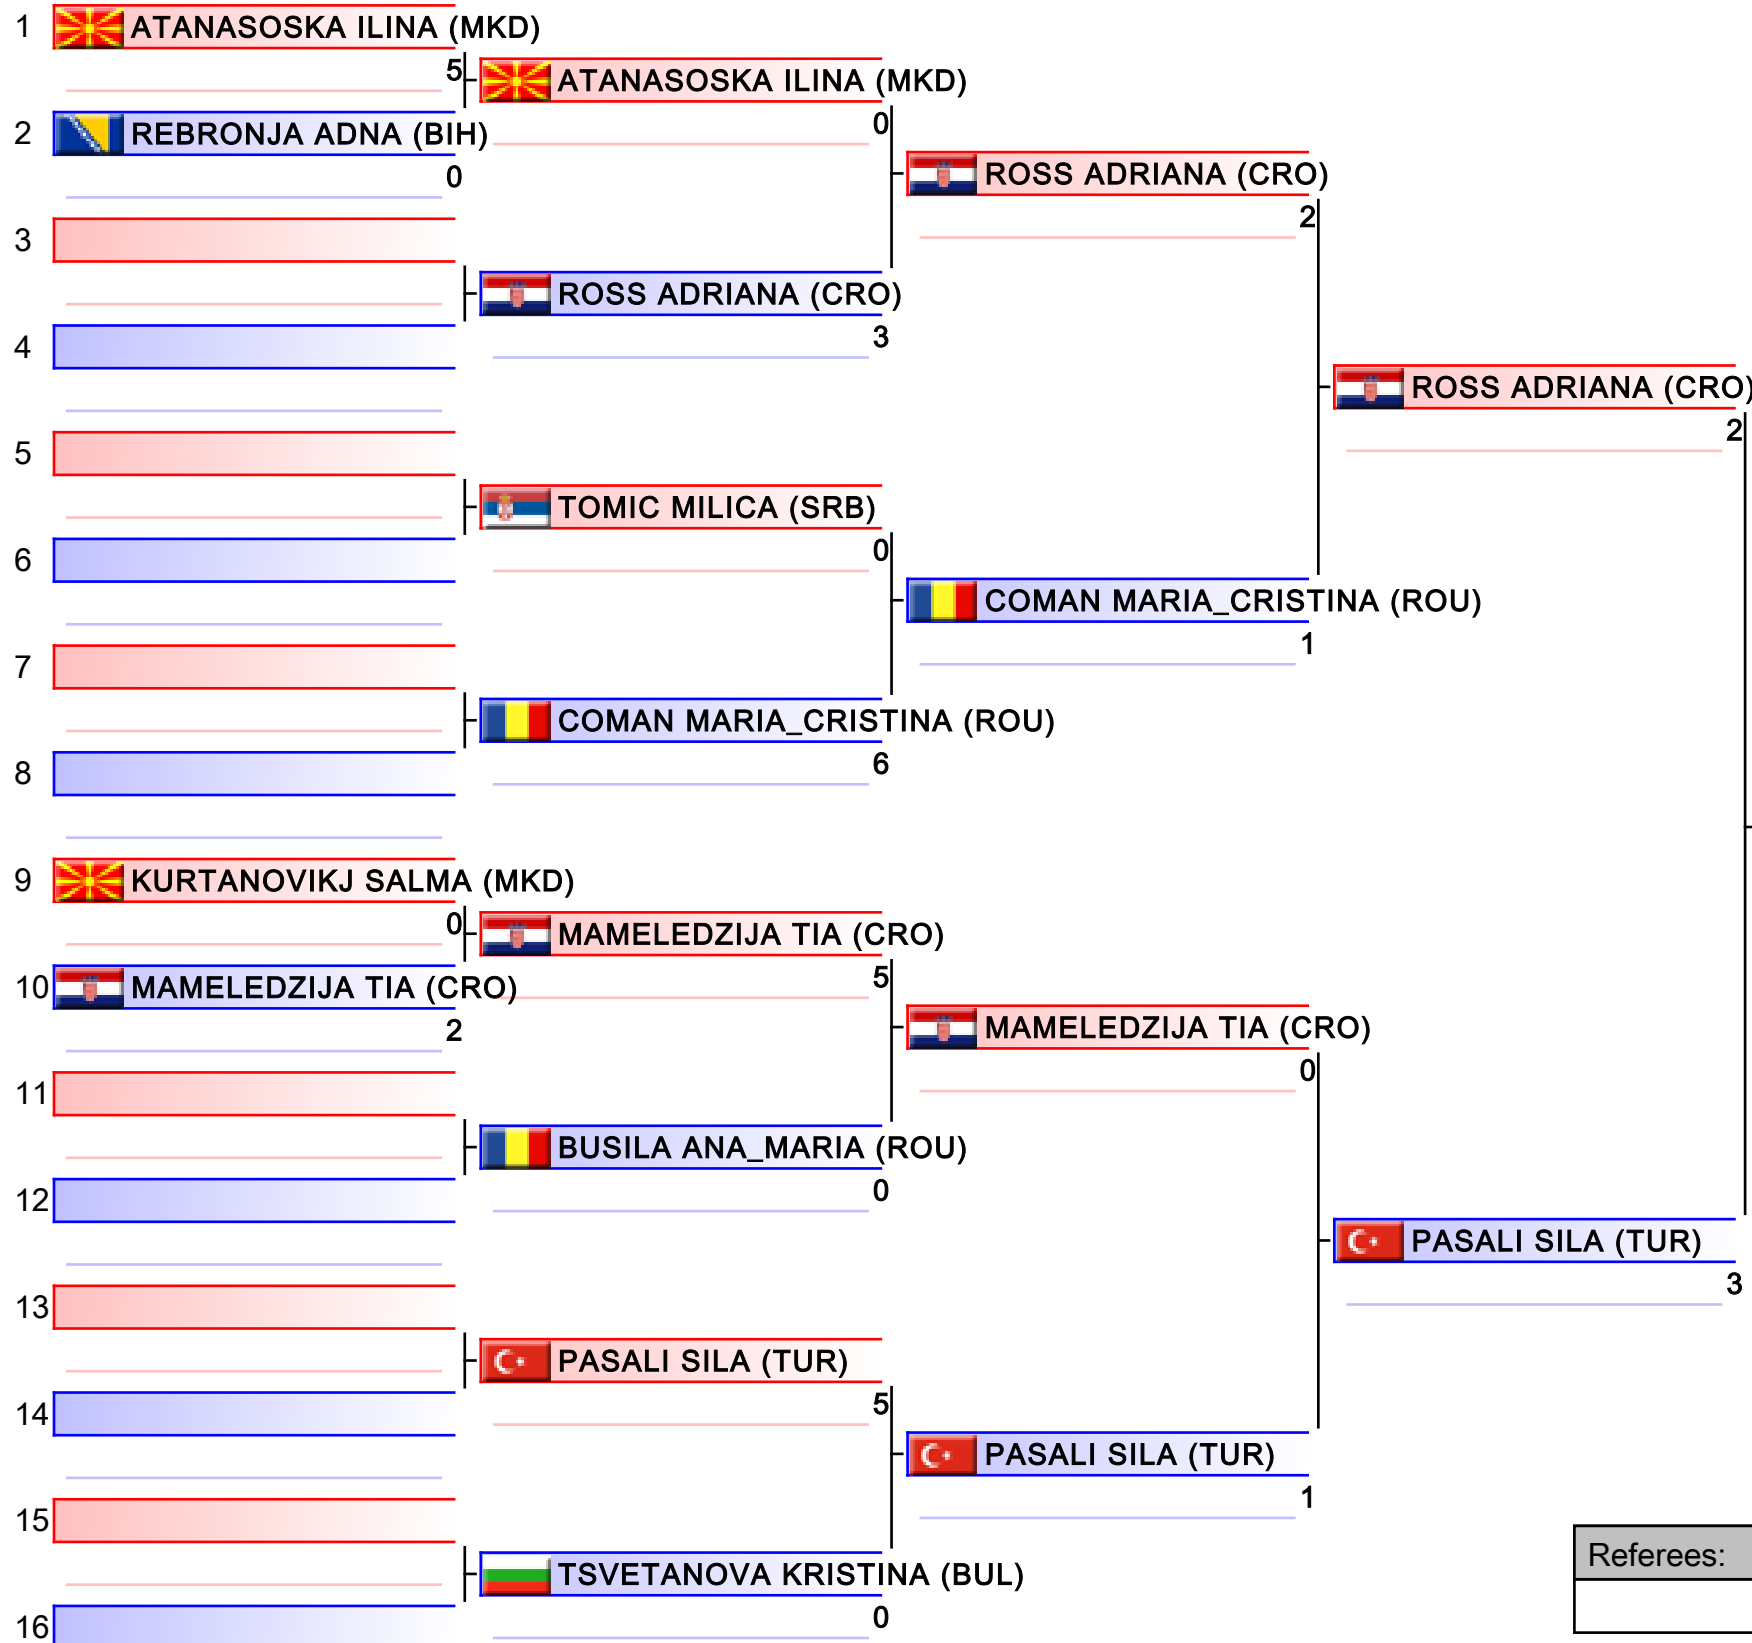 1 ATANASOSKA ILINA (MKD)
5 ATANASOSKA ILINA (MKD)
0
2 REBRONJA ADNA (BIH)
0
ROSS ADRIANA (CRO)
2
3
ROSS ADRIANA (CRO)
3
4
ROSS ADRIANA (CRO)
2
5
TOMIC MILICA (SRB)
0
6
COMAN MARIA_CRISTINA (ROU)
1
7
COMAN MARIA_CRISTINA (ROU)
6
8
9 KURTANOVIKJ SALMA (MKD)
0 MAMELEDZIJA TIA (CRO)
5
10 MAMELEDZIJA TIA (CRO)
2
MAMELEDZIJA TIA (CRO)
0
11
BUSILA ANA_MARIA (ROU)
0
12
PASALI SILA (TUR)
3
13
PASALI SILA (TUR)
5
14
PASALI SILA (TUR)
1
15
TSVETANOVA KRISTINA (BUL)
0
16
Referees: